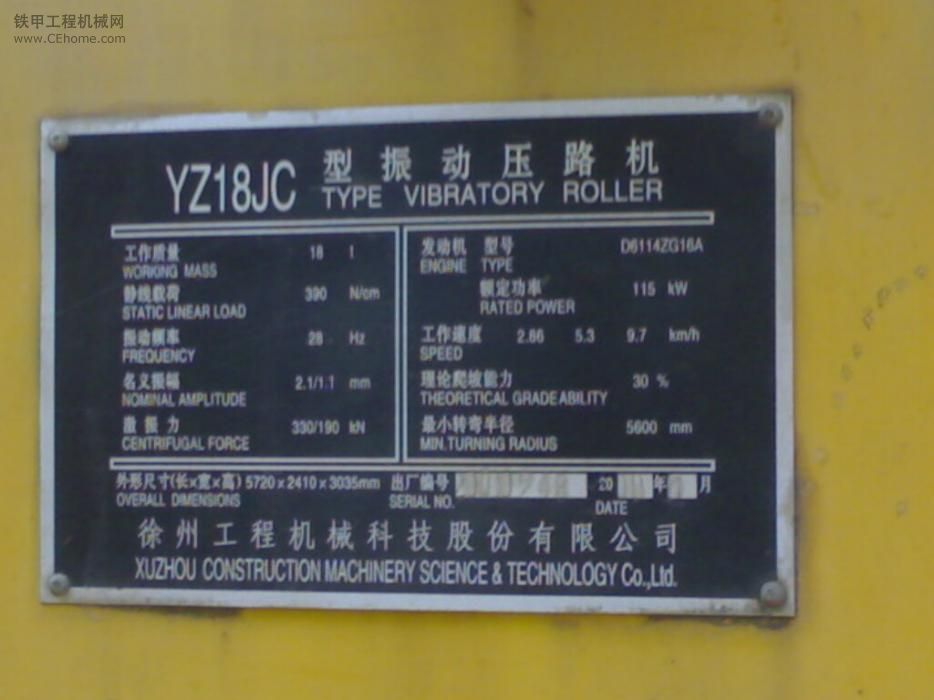 铁甲工程机械网
www.CEhome.com
YZ18JC 型振动压路机
TYPE VIBRATORY ROLLER
工作质量 18 t
WORKING MASS
静线载荷 390 N/cm
STATIC LINEAR LOAD
振动频率 28 Hz
FREQUENCY
名义振幅 2.1/1.1 mm
NOMINAL AMPLITUDE
激振力 330/190 kN
CENTRIFUGAL FORCE
发动机 型号 D6114ZG16A
ENGINE TYPE
额定功率 115 kW
RATED POWER
工作速度 2.86 5.3 9.7 km/h
SPEED
理论爬坡能力 30 %
THEORETICAL GRADEABILITY
最小转弯半径 5600 mm
MIN.TURNING RADIUS
外形尺寸(长×宽×高) 5720×2410×3035mm 出厂编号 20 年 月
OVERALL DIMENSIONS SERIAL NO. DATE
徐州工程机械科技股份有限公司
XUZHOU CONSTRUCTION MACHINERY SCIENCE & TECHNOLOGY Co.,Ltd.